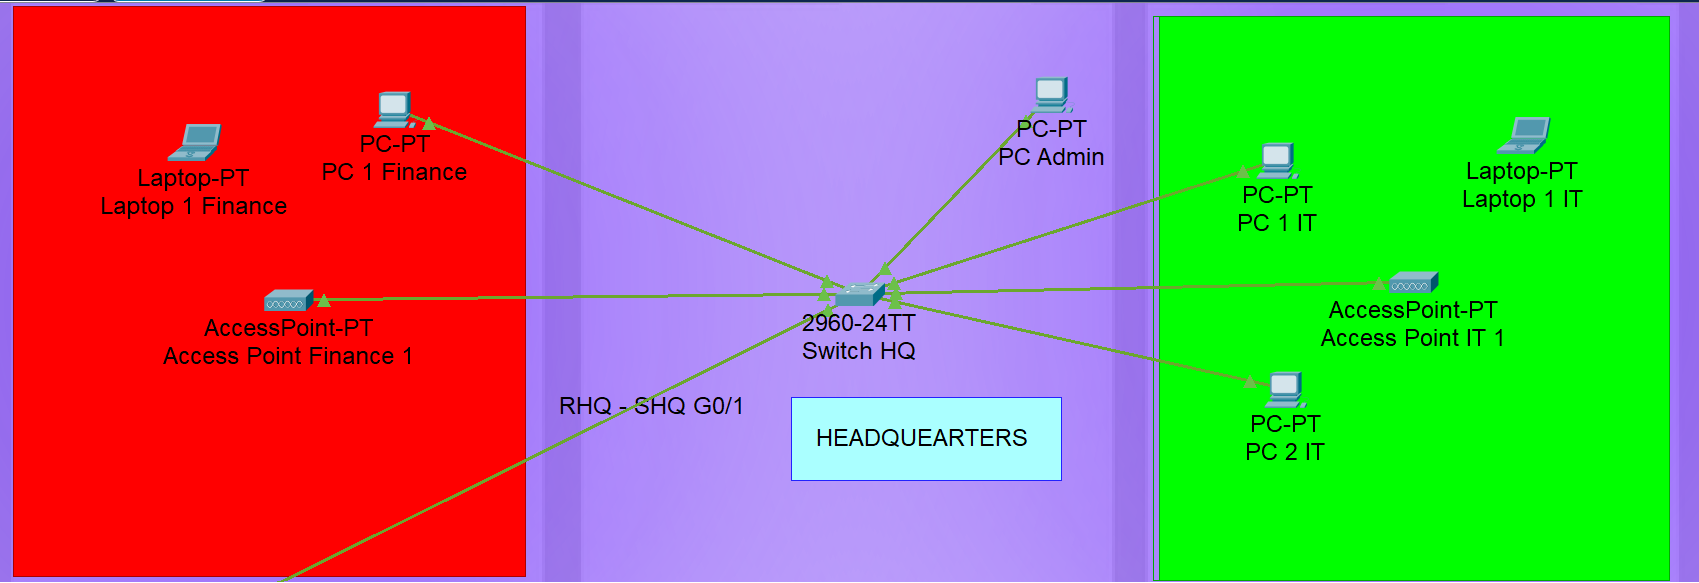 PC-PT
PC 1 Finance
Laptop-PT
Laptop 1 Finance
AccessPoint-PT
Access Point Finance 1
PC-PT
PC Admin
2960-24TT
Switch HQ
RHQ - SHQ G0/1
HEADQUEARTERS
PC-PT
PC 1 IT
Laptop-PT
Laptop 1 IT
AccessPoint-PT
Access Point IT 1
PC-PT
PC 2 IT